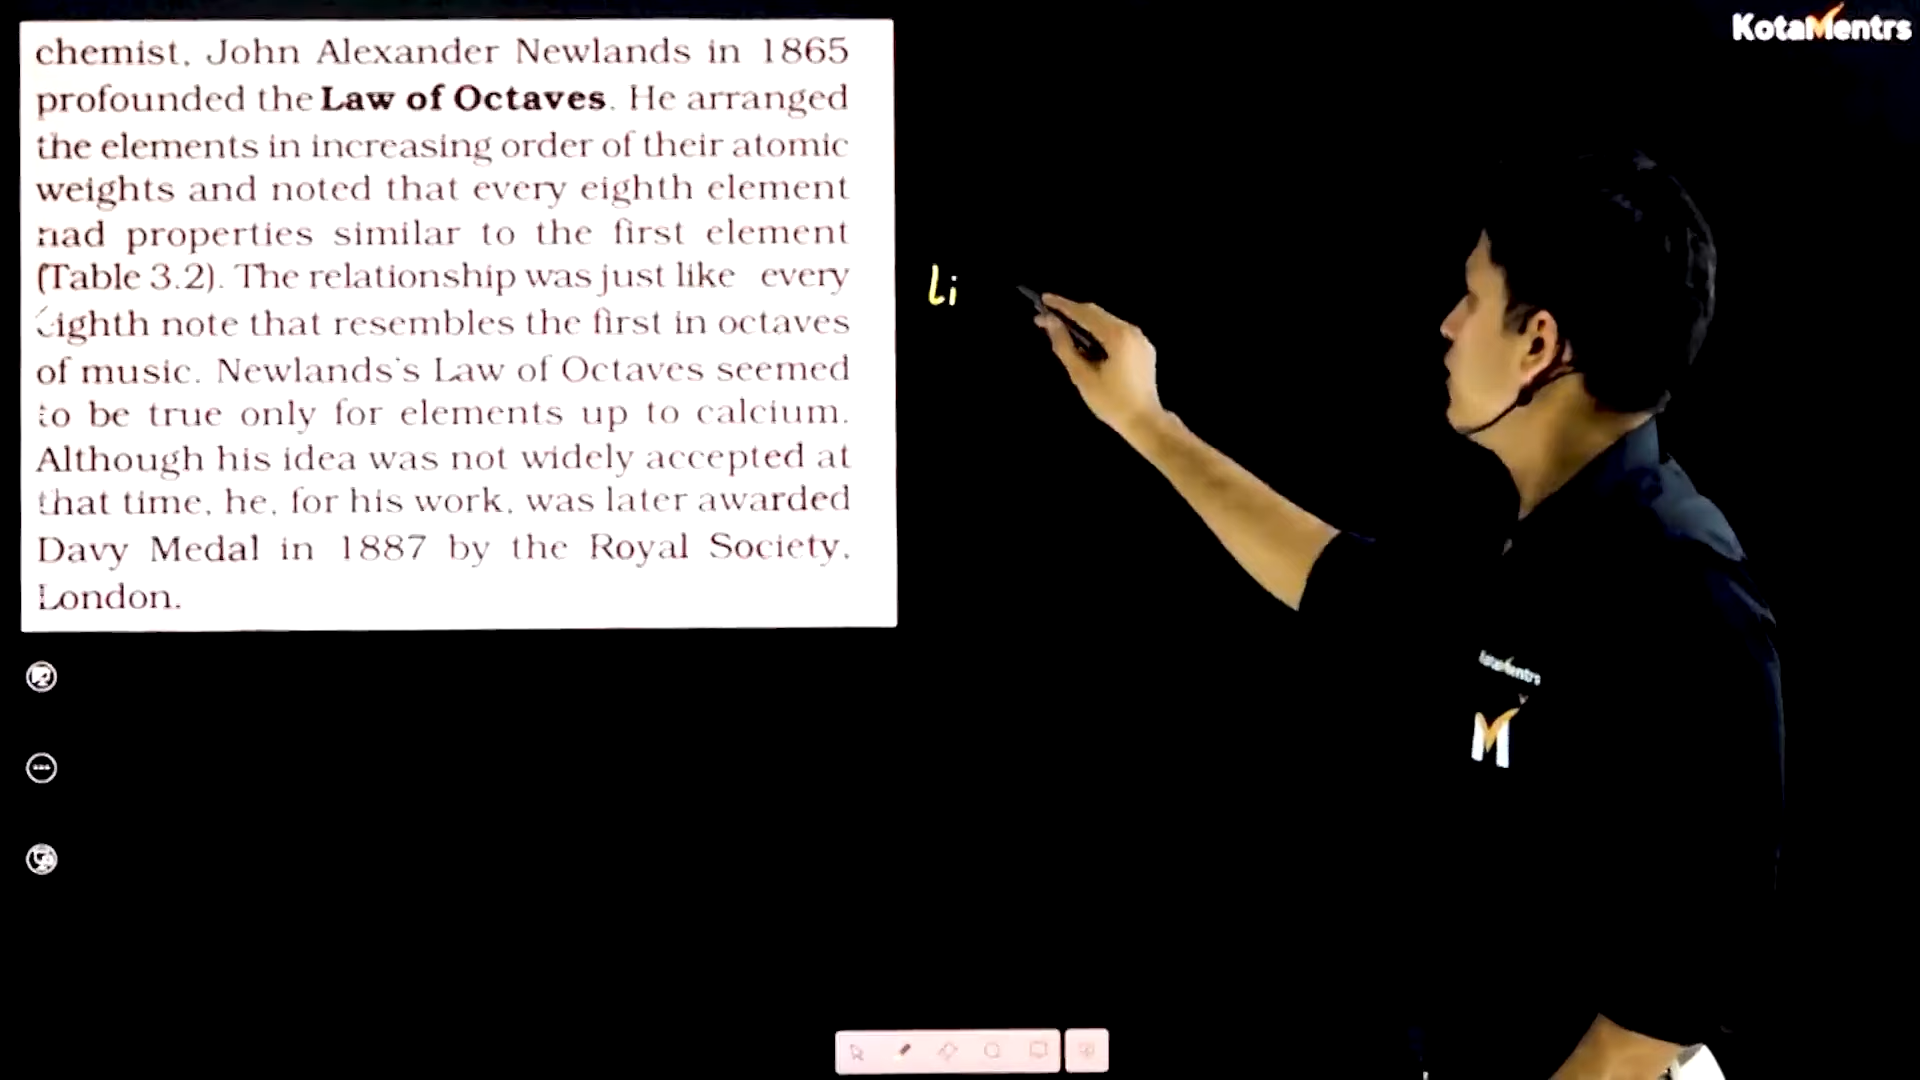 KotaMentrs
chemist, John Alexander Newlands in 1865
profounded the Law of Octaves. He arranged
the elements in increasing order of their atomic
weights and noted that every eighth element
had properties similar to the first element
(Table 3.2). The relationship was just like every
eighth note that resembles the first in octaves
of music. Newlands's Law of Octaves seemed
to be true only for elements up to calcium.
Although his idea was not widely accepted at
that time, he, for his work, was later awarded
Davy Medal in 1887 by the Royal Society,
London.
Li
KotaMentrs
M